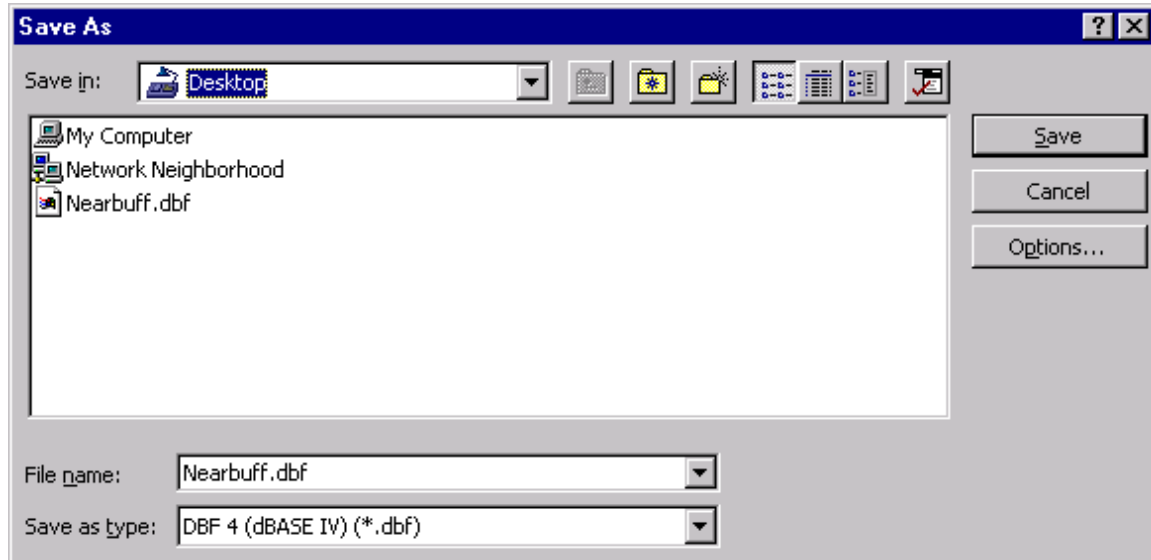 Save As
Save in: Desktop
My Computer
Network Neighborhood
Nearbuff.dbf
Save
Cancel
Options...
File name: Nearbuff.dbf
Save as type: DBF 4 (dBASE IV) (*.dbf)